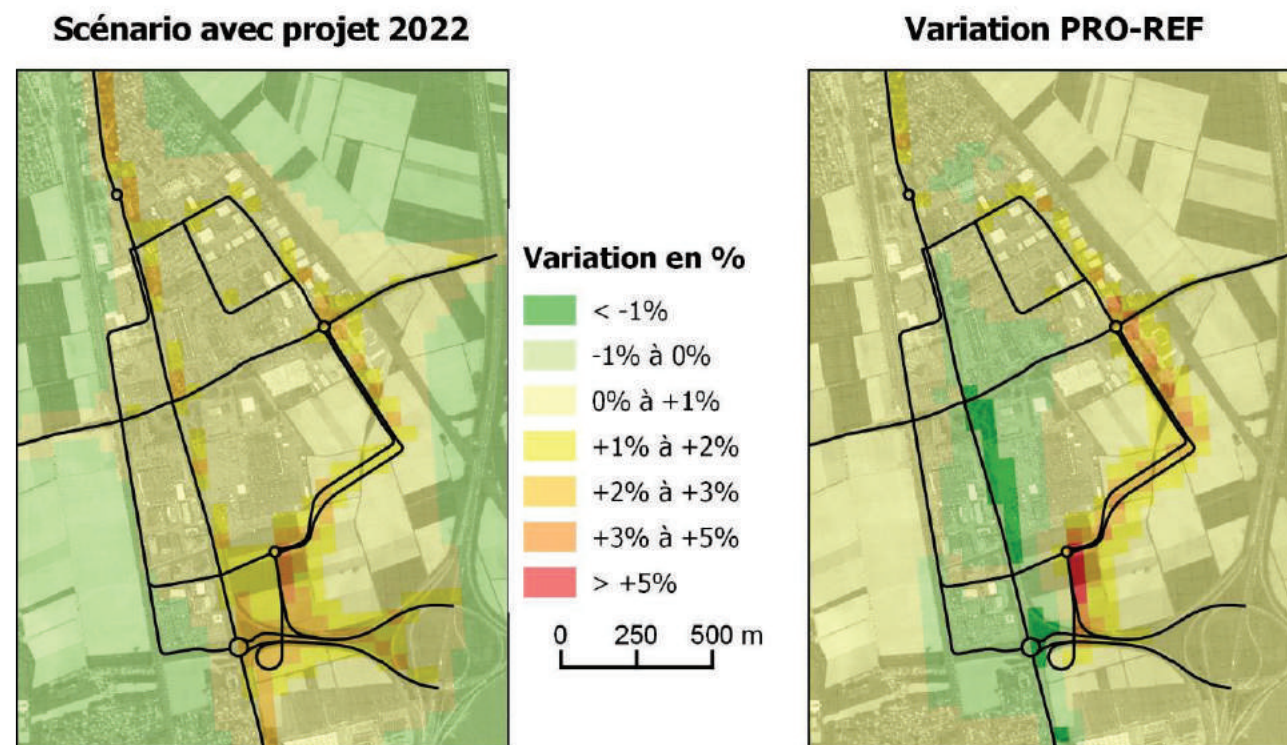 Scénario avec projet 2022
Variation PRO-REF
Variation en %
< -1%
-1% à 0%
0% à +1%
+1% à +2%
+2% à +3%
+3% à +5%
> +5%
0 250 500 m